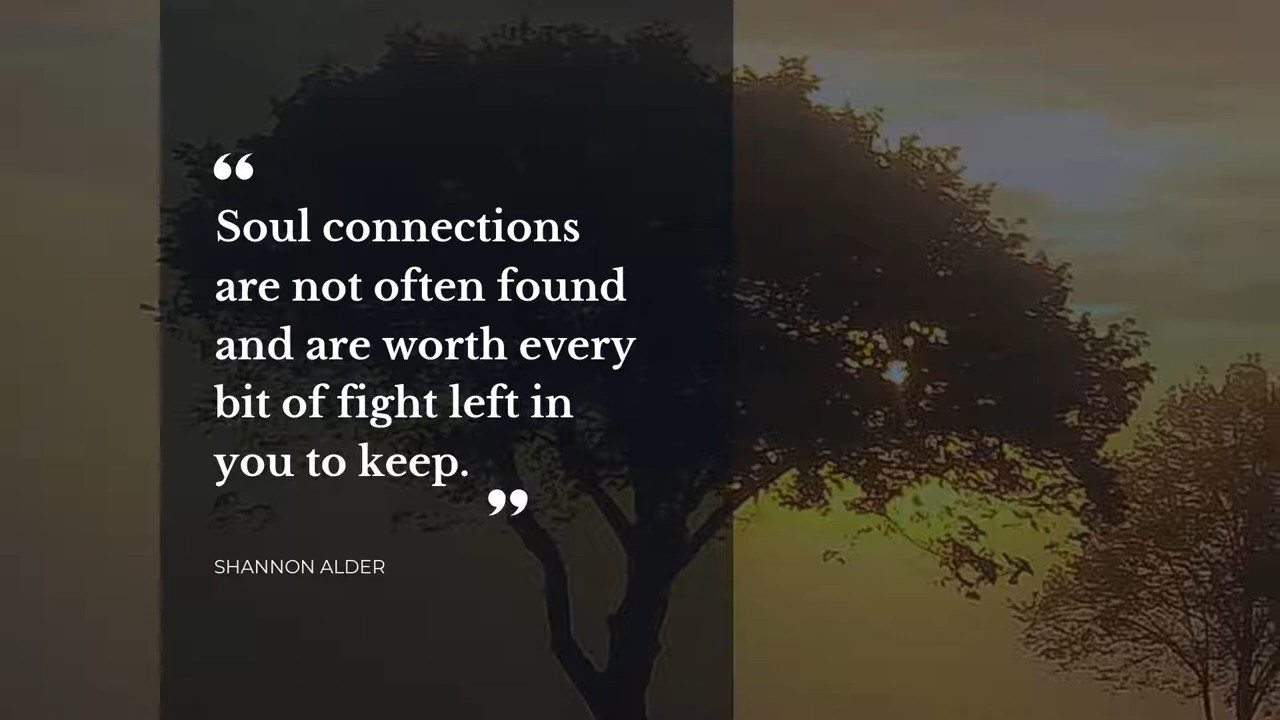 “
Soul connections
are not often found
and are worth every
bit of fight left in
you to keep.
”
SHANNON ALDER